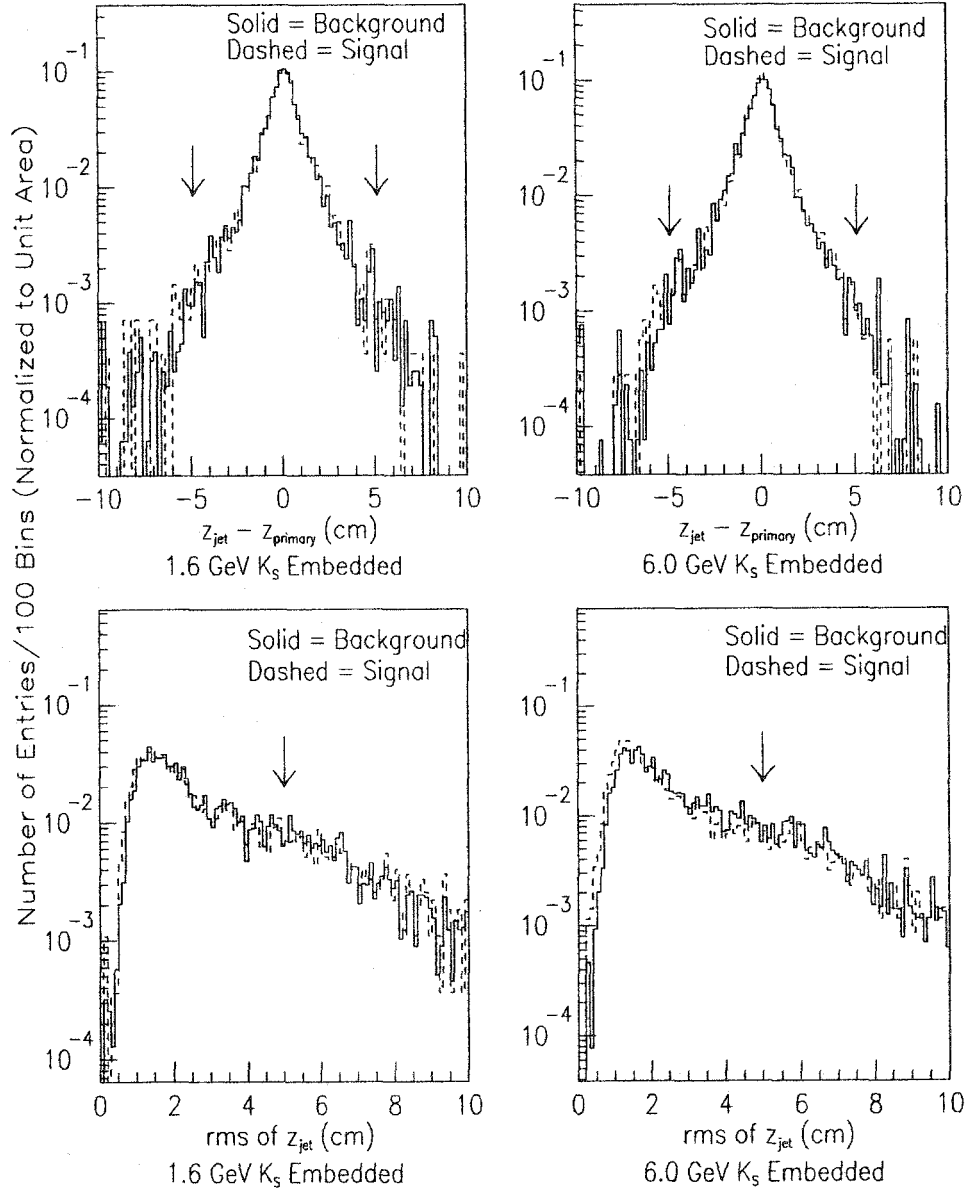 Number of Entries/100 Bins (Normalized to Unit Area)
Solid = Background
Dashed = Signal
10⁻¹
10⁻²
10⁻³
10⁻⁴
−10 −5 0 5 10
z_jet − z_primary (cm)
1.6 GeV K_S Embedded
Solid = Background
Dashed = Signal
10⁻¹
10⁻²
10⁻³
10⁻⁴
−10 −5 0 5 10
z_jet − z_primary (cm)
6.0 GeV K_S Embedded
Solid = Background
Dashed = Signal
10⁻¹
10⁻²
10⁻³
10⁻⁴
0 2 4 6 8 10
rms of z_jet (cm)
1.6 GeV K_S Embedded
Solid = Background
Dashed = Signal
10⁻¹
10⁻²
10⁻³
10⁻⁴
0 2 4 6 8 10
rms of z_jet (cm)
6.0 GeV K_S Embedded